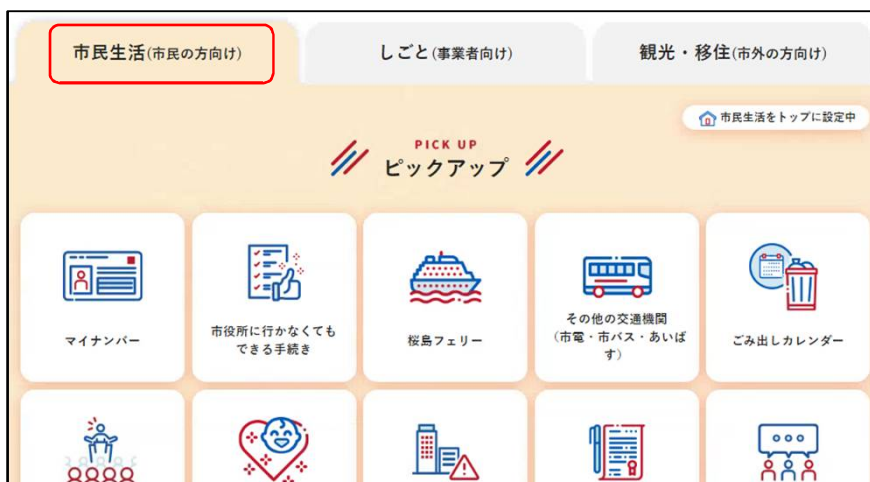 市民生活(市民の方向け)
しごと(事業者向け)
観光・移住(市外の方向け)
市民生活をトップに設定中
PICK UP
ピックアップ
マイナンバー
市役所に行かなくても
できる手続き
桜島フェリー
その他の交通機関
(市電・市バス・あいば
す)
ごみ出しカレンダー